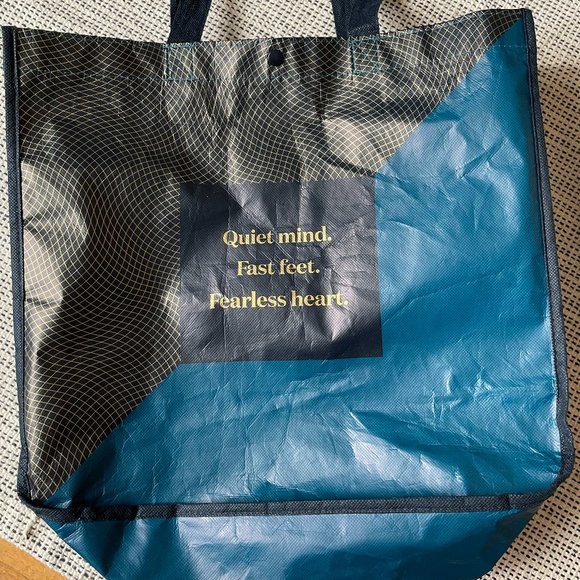 Quiet mind.
Fast feet.
Fearless heart.